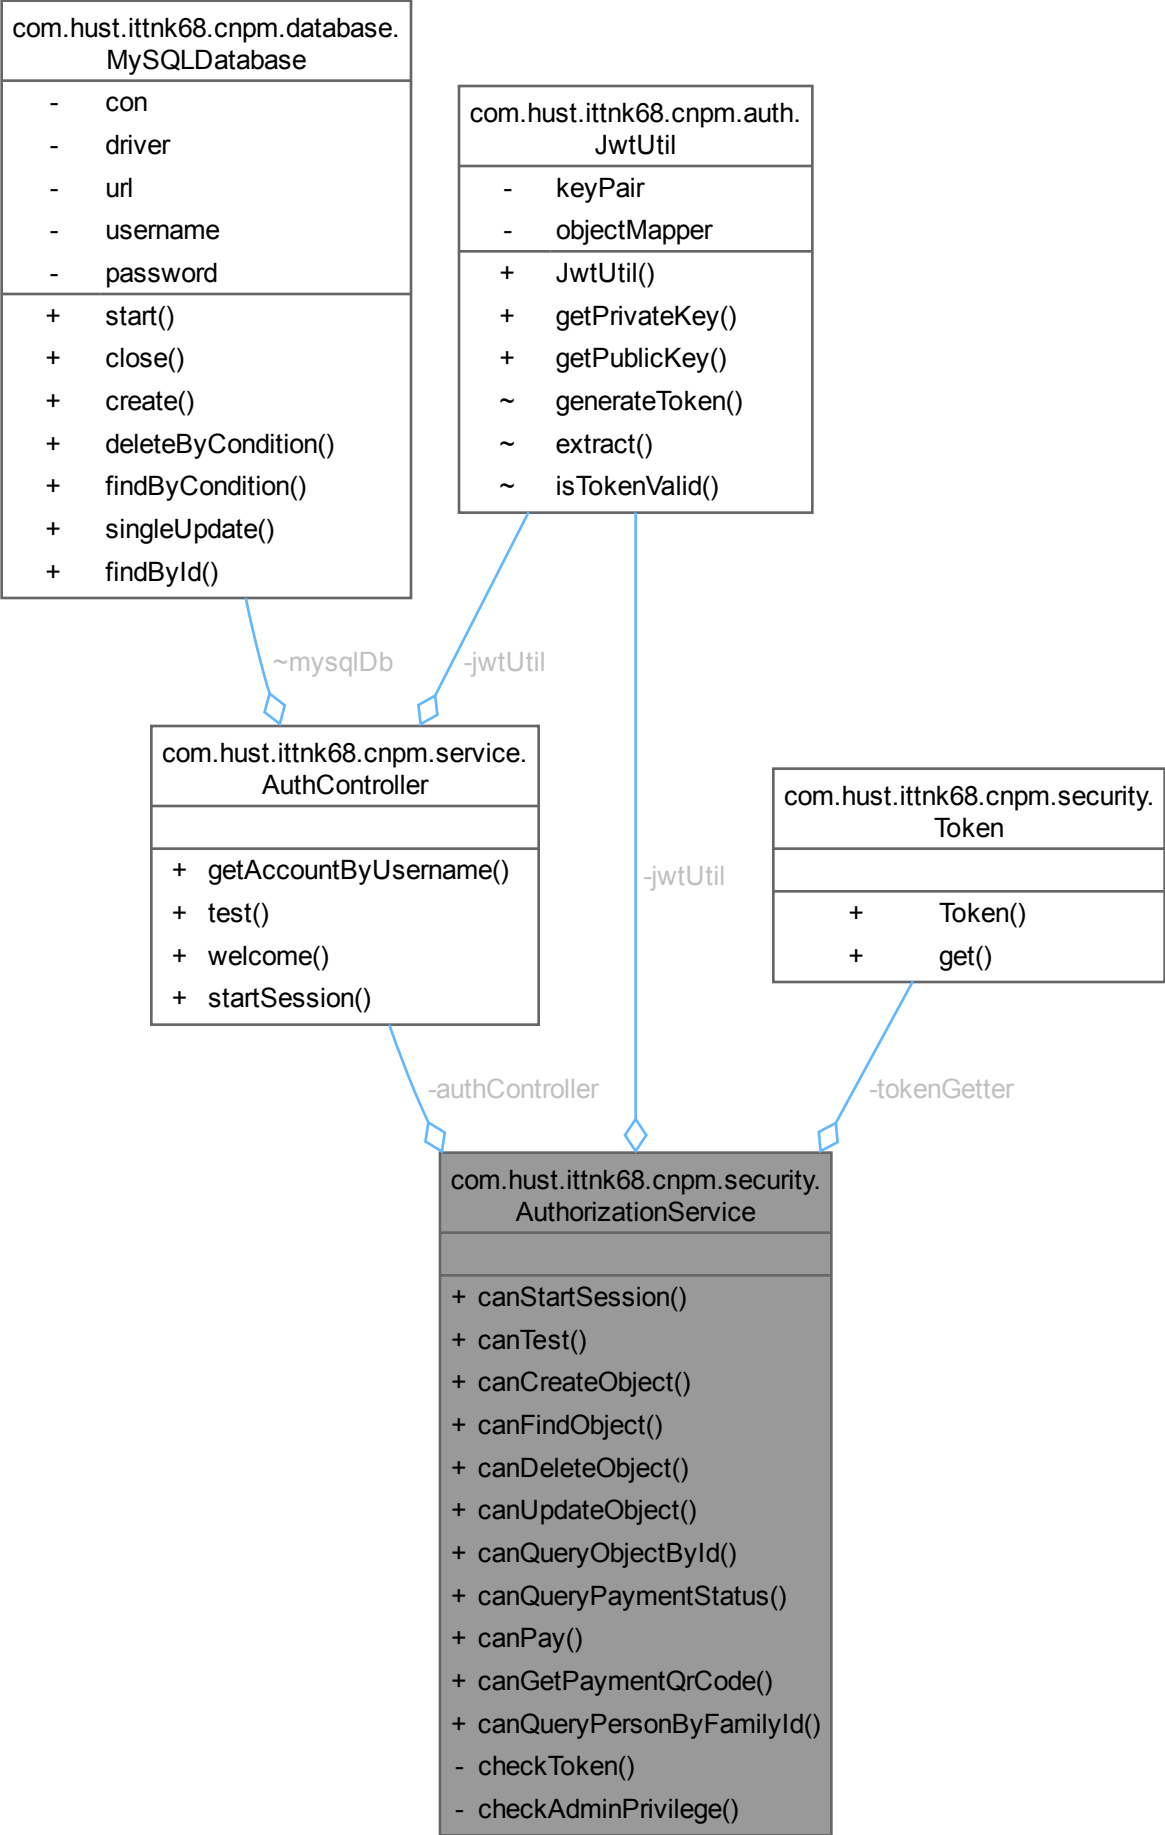 com.hust.ittnk68.cnpm.database.
MySQLDatabase
- con
- driver
- url
- username
- password
+ start()
+ close()
+ create()
+ deleteByCondition()
+ findByCondition()
+ singleUpdate()
+ findById()
com.hust.ittnk68.cnpm.auth.
JwtUtil
- keyPair
- objectMapper
+ JwtUtil()
+ getPrivateKey()
+ getPublicKey()
~ generateToken()
~ extract()
~ isTokenValid()
~mysqlDb
-jwtUtil
com.hust.ittnk68.cnpm.service.
AuthController
+ getAccountByUsername()
+ test()
+ welcome()
+ startSession()
-jwtUtil
com.hust.ittnk68.cnpm.security.
Token
+ Token()
+ get()
-authController
-tokenGetter
com.hust.ittnk68.cnpm.security.
AuthorizationService
+ canStartSession()
+ canTest()
+ canCreateObject()
+ canFindObject()
+ canDeleteObject()
+ canUpdateObject()
+ canQueryObjectById()
+ canQueryPaymentStatus()
+ canPay()
+ canGetPaymentQrCode()
+ canQueryPersonByFamilyId()
- checkToken()
- checkAdminPrivilege()